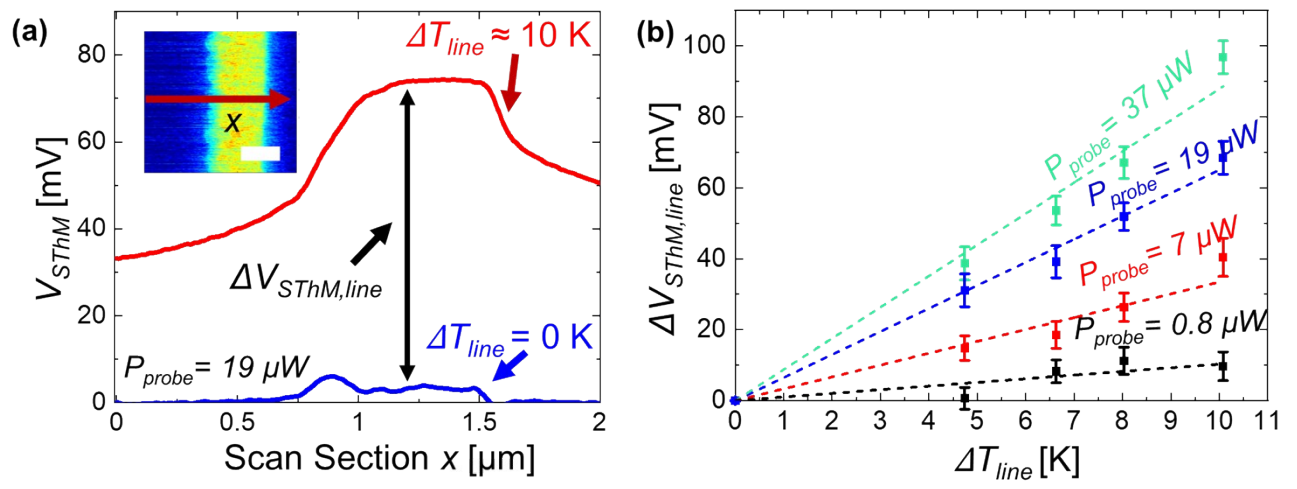 (a)
ΔT_line ≈ 10 K
x
ΔV_SThM,line
ΔT_line = 0 K
P_probe = 19 µW
V_SThM [mV]
80
60
40
20
0
0 0.5 1 1.5 2
Scan Section x [µm]
(b)
P_probe = 37 µW
P_probe = 19 µW
P_probe = 7 µW
P_probe = 0.8 µW
ΔV_SThM,line [mV]
100
80
60
40
20
0
0 1 2 3 4 5 6 7 8 9 10 11
ΔT_line [K]